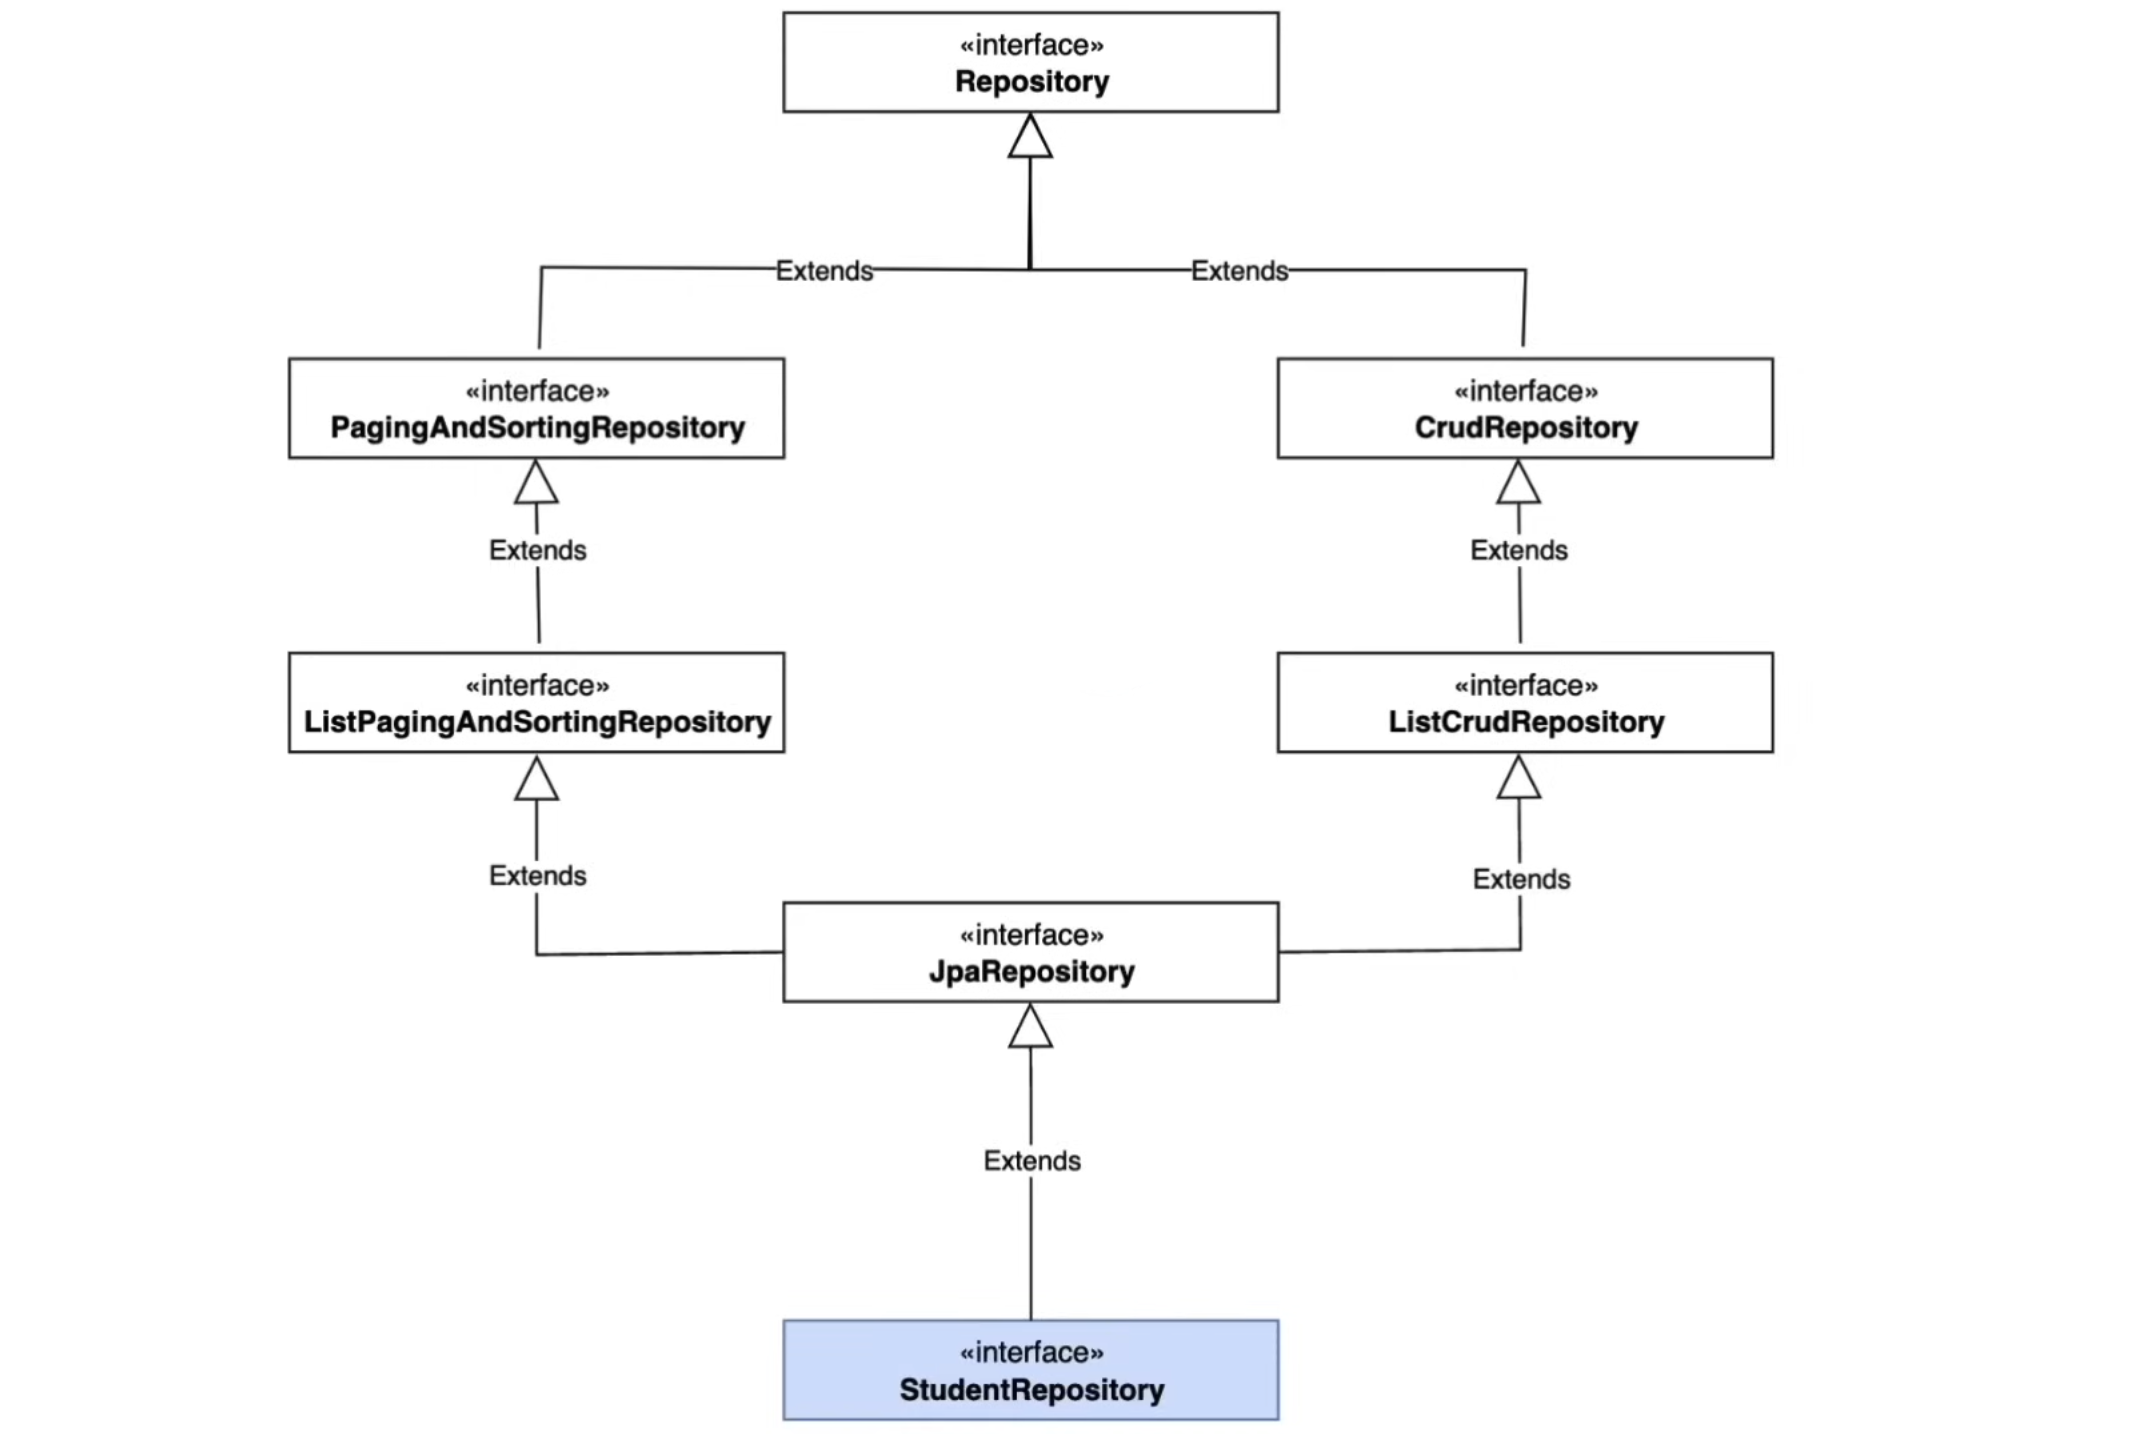 «interface»
Repository
Extends
Extends
«interface»
PagingAndSortingRepository
«interface»
CrudRepository
Extends
Extends
«interface»
ListPagingAndSortingRepository
«interface»
ListCrudRepository
Extends
Extends
«interface»
JpaRepository
Extends
«interface»
StudentRepository